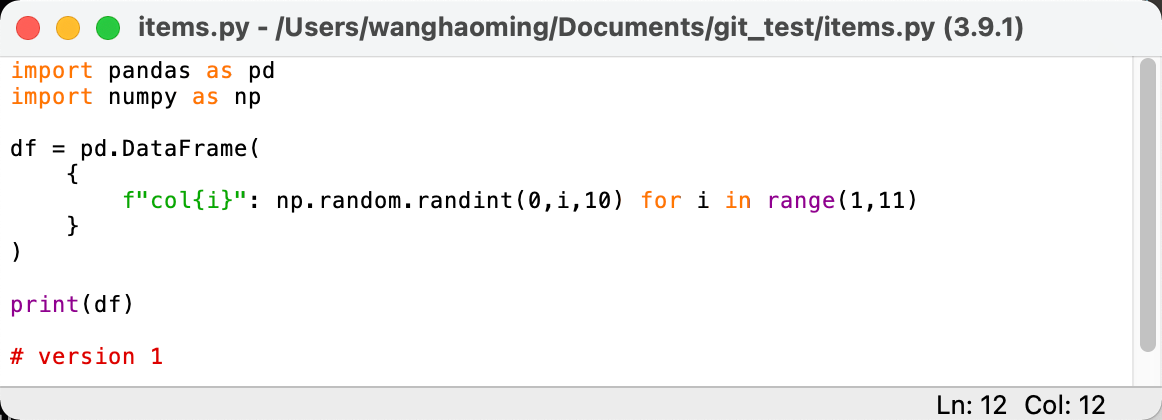 items.py - /Users/wanghaoming/Documents/git_test/items.py (3.9.1)
import pandas as pd
import numpy as np
df = pd.DataFrame(
    {
        f"col{i}": np.random.randint(0,i,10) for i in range(1,11)
    }
)
print(df)
# version 1
Ln: 12 Col: 12